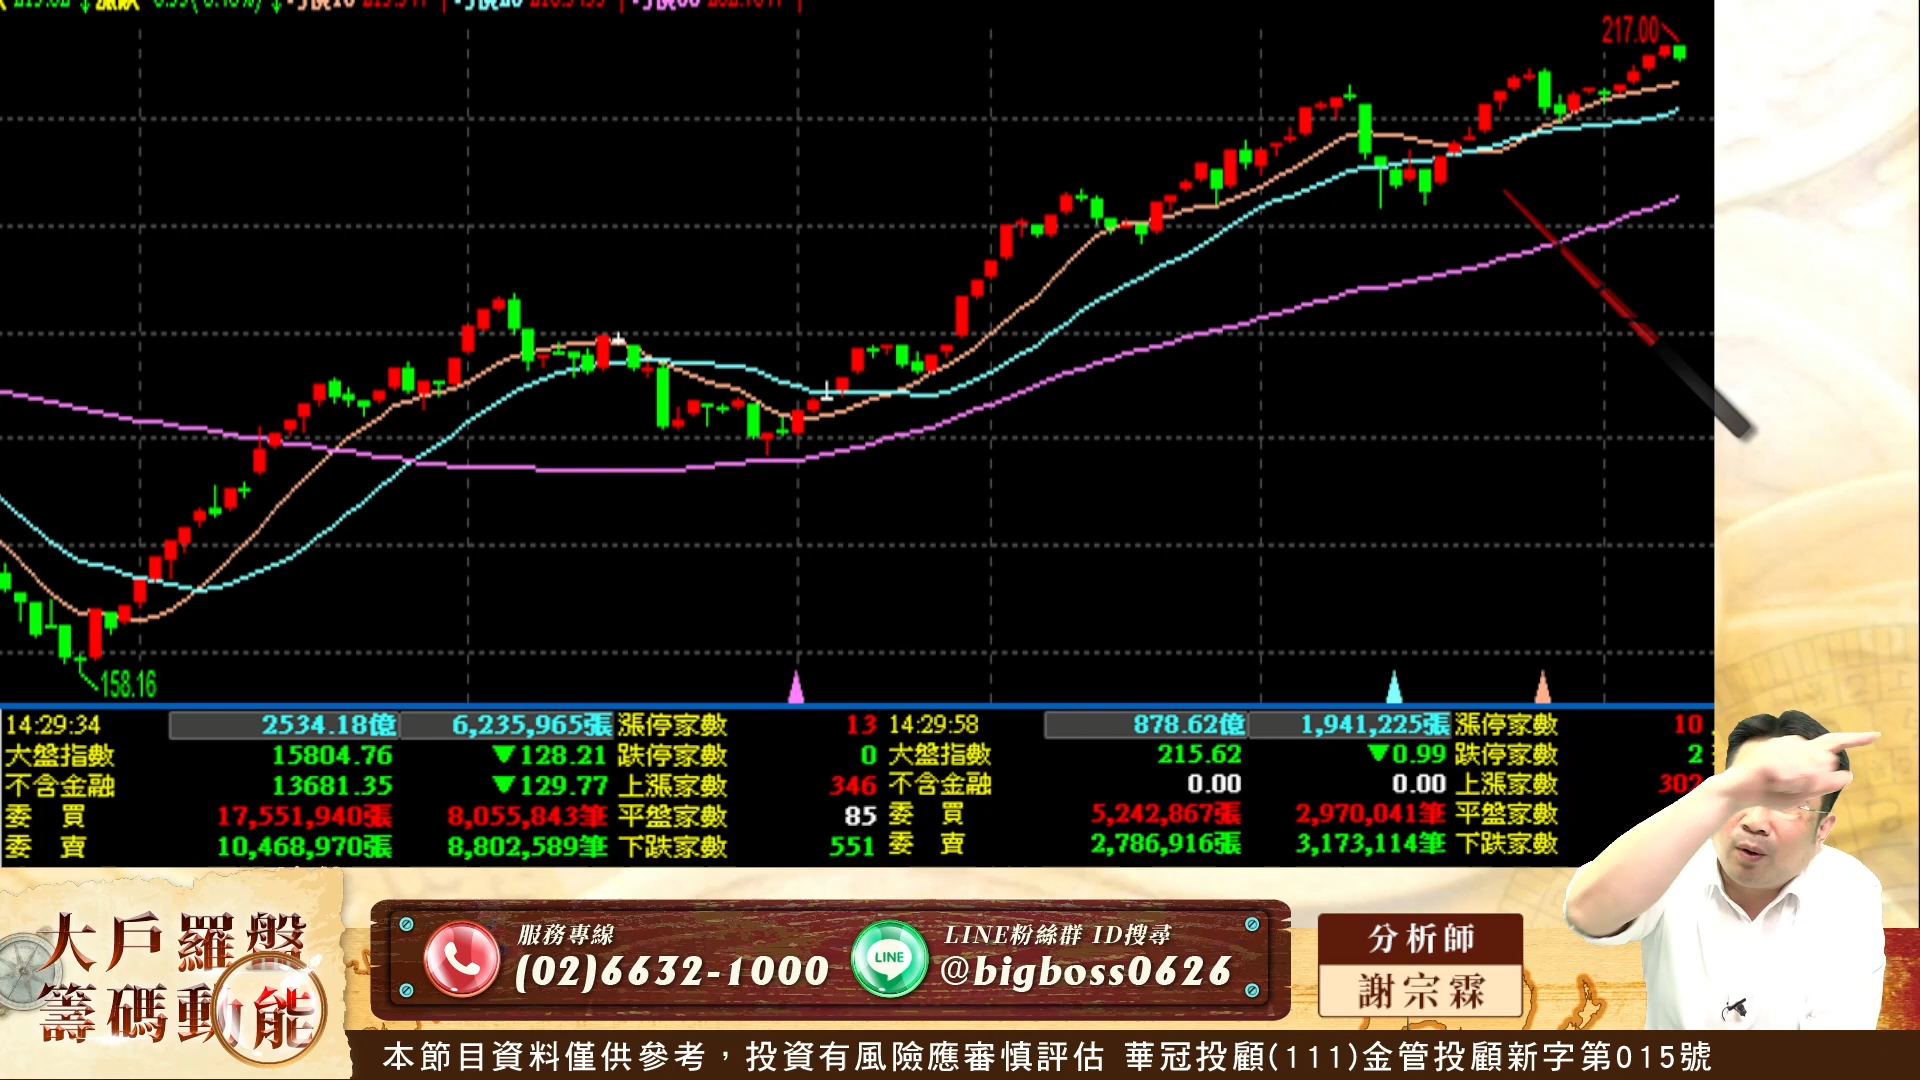 217.00
158.16
14:29:34 2534.18億 6,235,965張 漲停家數 13 14:29:58 878.62億 1,941,225張 漲停家數 10
大盤指數 15804.76 ▼128.21 跌停家數 0 大盤指數 215.62 ▼0.99 跌停家數 2
不含金融 13681.35 ▼129.77 上漲家數 346 不含金融 0.00 0.00 上漲家數 302
委 買 17,551,940張 8,055,843筆 平盤家數 85 委 買 5,242,867張 2,970,041筆 平盤家數
委 賣 10,468,970張 8,802,589筆 下跌家數 551 委 賣 2,786,916張 3,173,114筆 下跌家數
大戶羅盤
籌碼動能
服務專線
(02)6632-1000
LINE
LINE粉絲群 ID搜尋
@bigboss0626
分析師
謝宗霖
本節目資料僅供參考，投資有風險應審慎評估 華冠投顧(111)金管投顧新字第015號